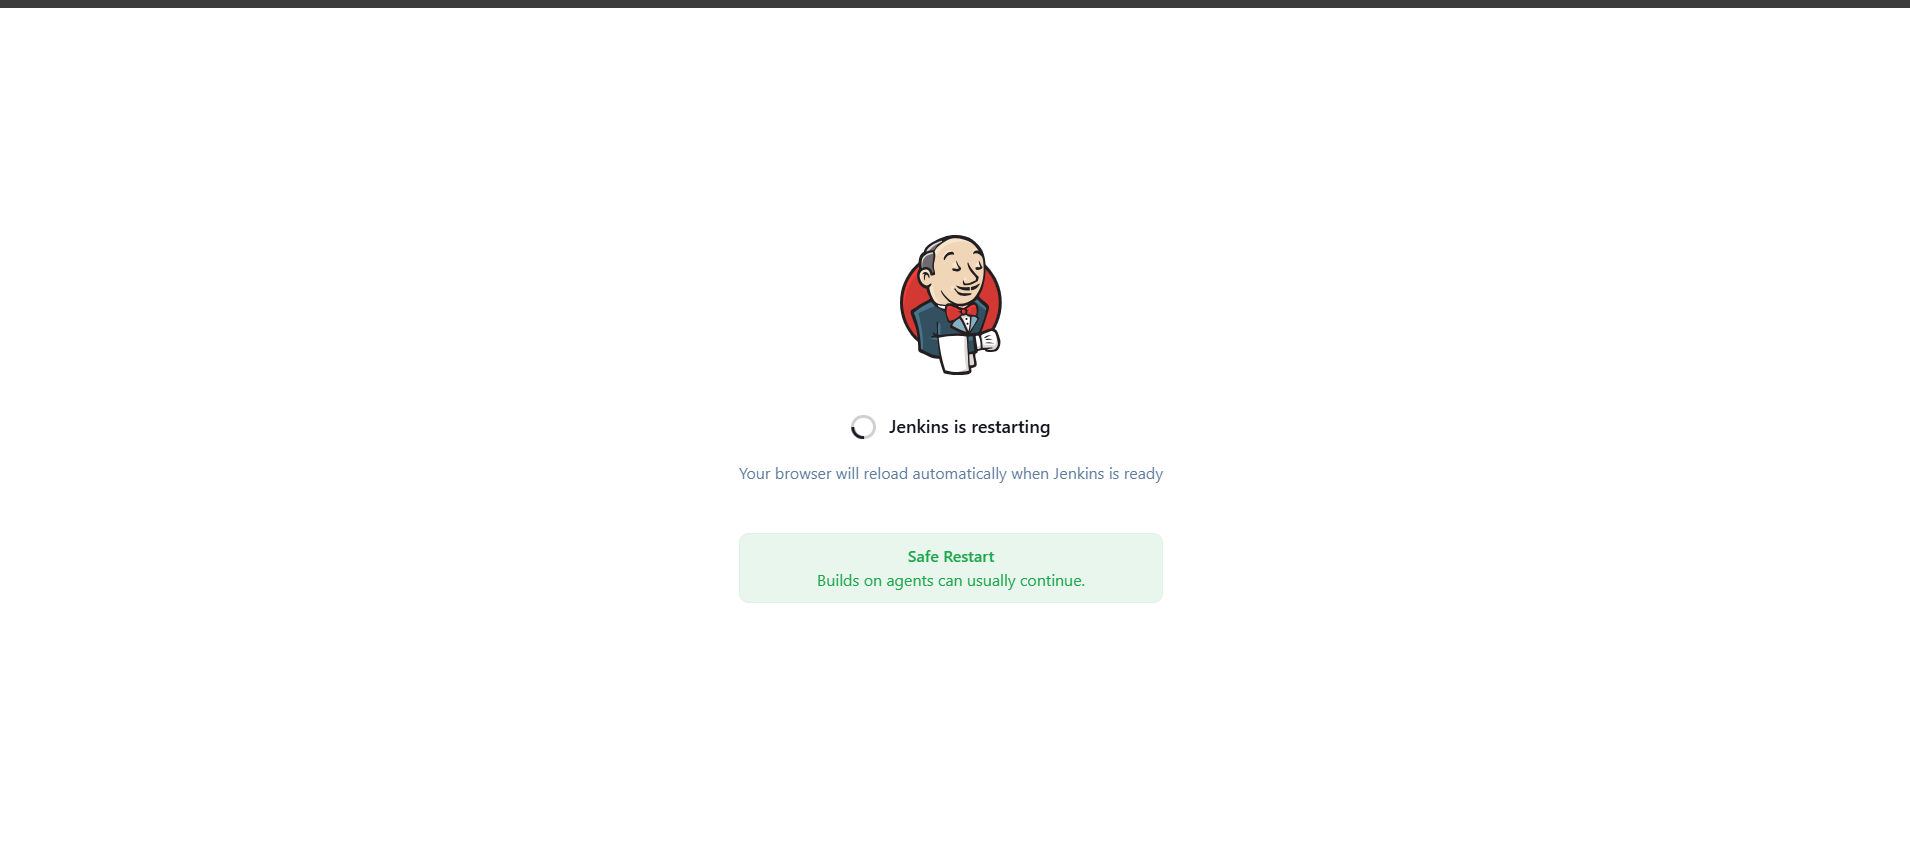 Jenkins is restarting
Your browser will reload automatically when Jenkins is ready
Safe Restart
Builds on agents can usually continue.